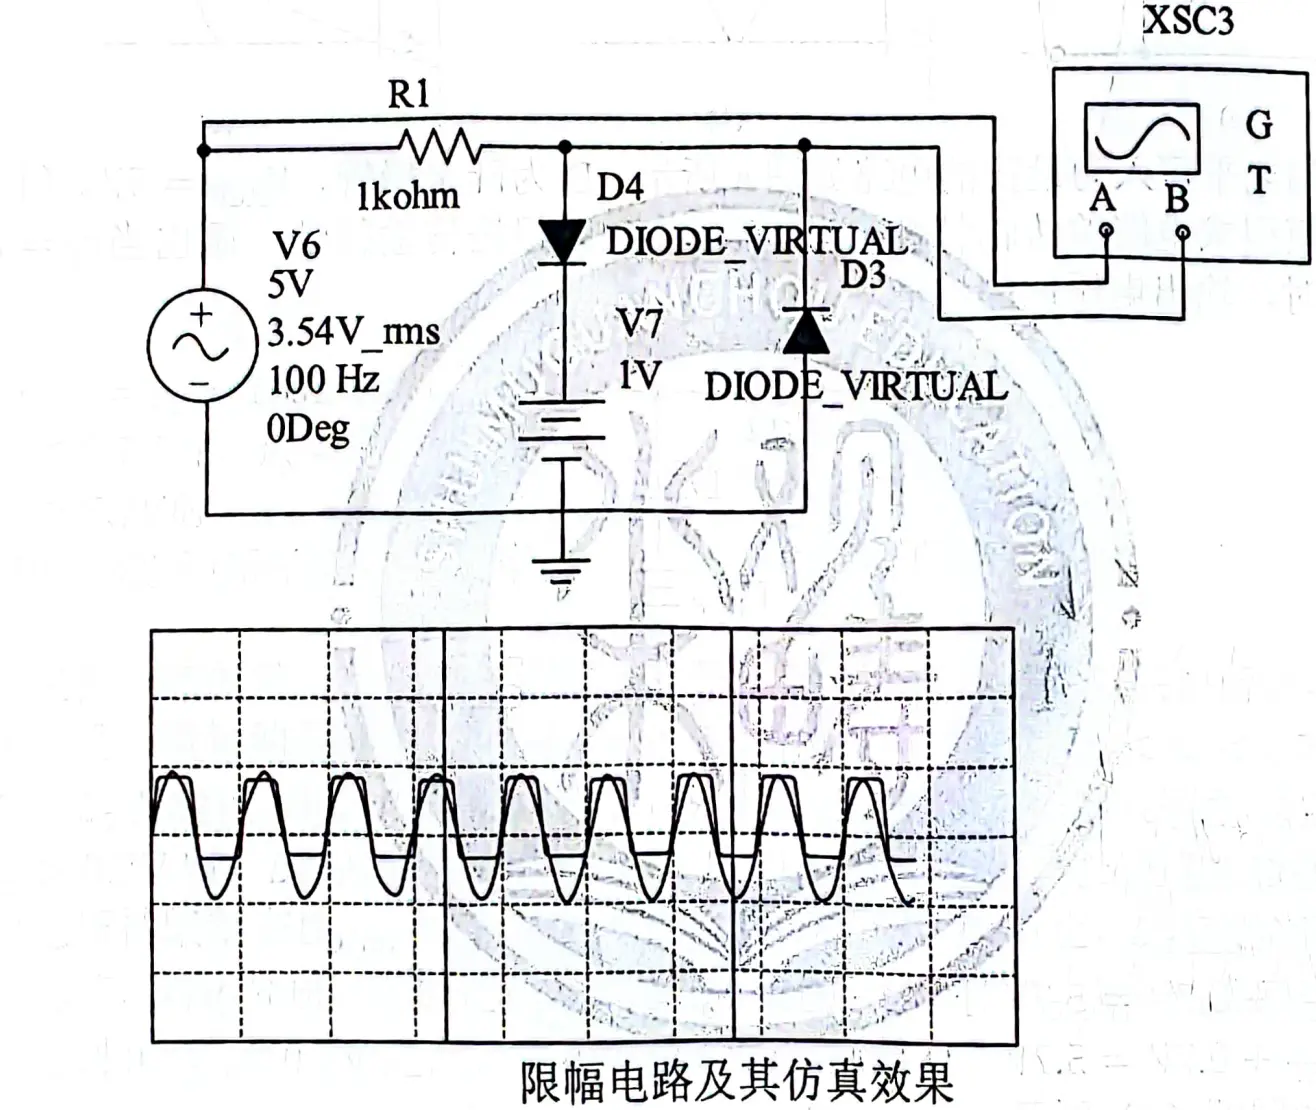 XSC3
R1
G
1kohm
D4
A
B
T
V6
DIODE_VIRTUAL
5V
D3
3.54V_rms
V7
100 Hz
1V
DIODE_VIRTUAL
0Deg
限幅电路及其仿真效果